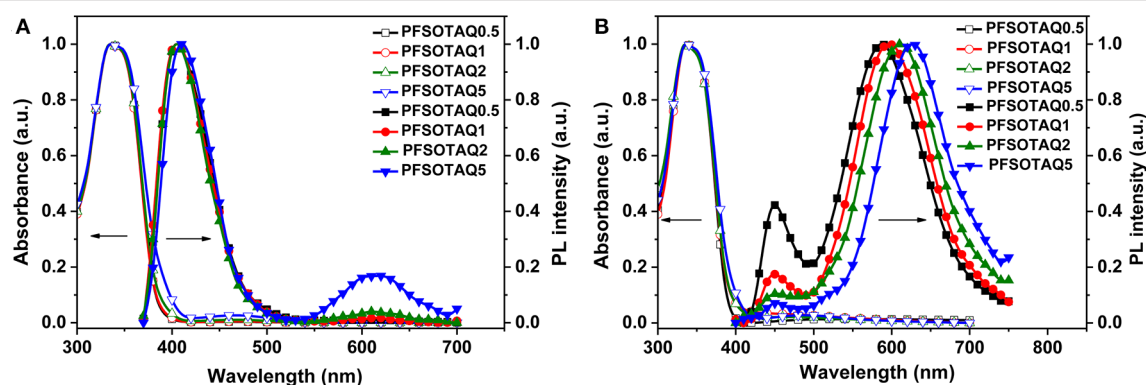 A
PFSOTAQ0.5
PFSOTAQ1
PFSOTAQ2
PFSOTAQ5
PFSOTAQ0.5
PFSOTAQ1
PFSOTAQ2
PFSOTAQ5
1.0
0.8
0.6
0.4
0.2
0.0
Absorbance (a.u.)
300
400
500
600
700
Wavelength (nm)
1.0
0.8
0.6
0.4
0.2
0.0
PL intensity (a.u.)
B
PFSOTAQ0.5
PFSOTAQ1
PFSOTAQ2
PFSOTAQ5
PFSOTAQ0.5
PFSOTAQ1
PFSOTAQ2
PFSOTAQ5
1.0
0.8
0.6
0.4
0.2
0.0
Absorbance (a.u.)
300
400
500
600
700
800
Wavelength (nm)
1.0
0.8
0.6
0.4
0.2
0.0
PL intensity (a.u.)